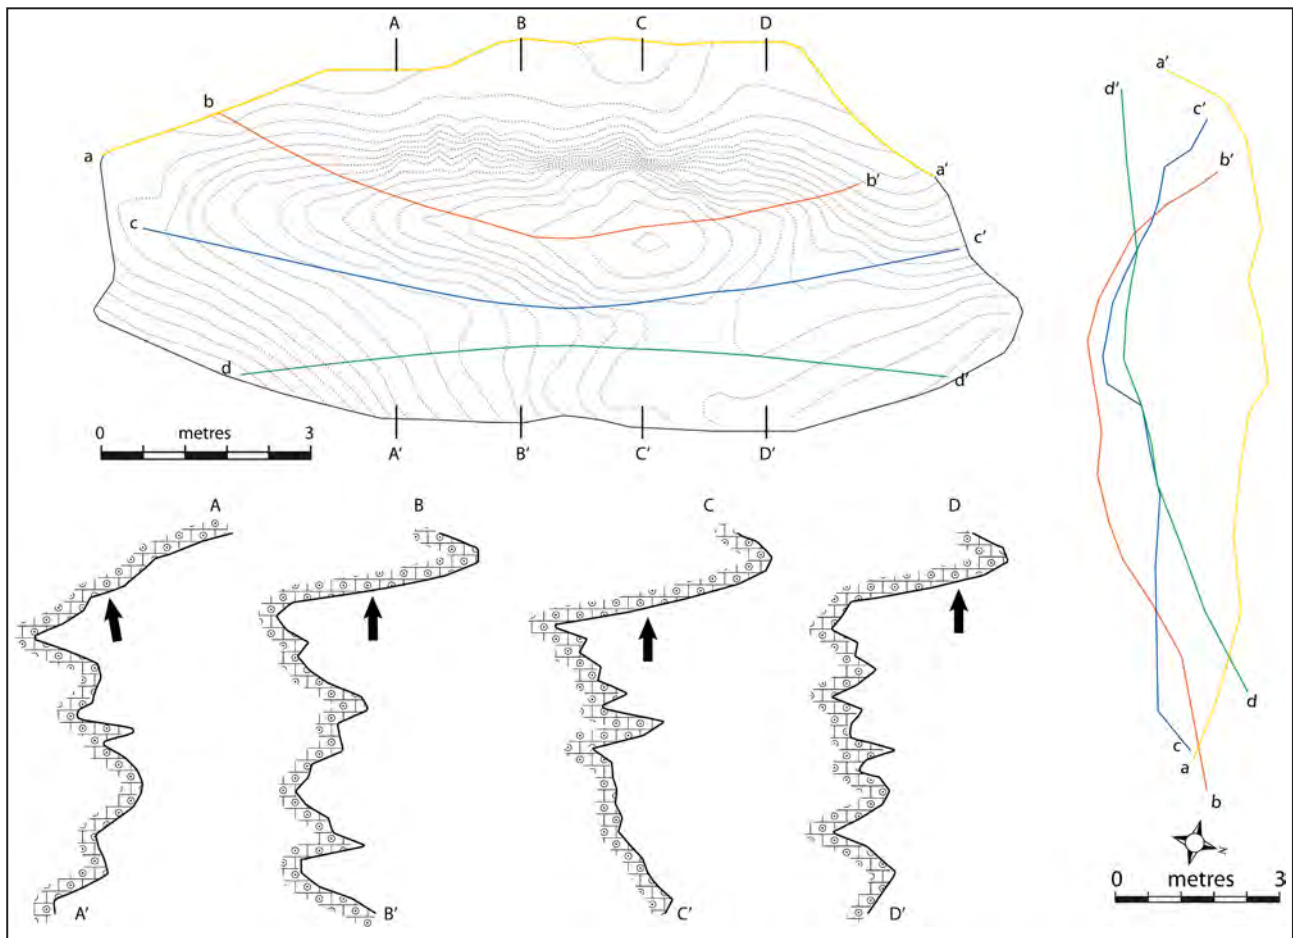 A B C D
b
a
a'
b'
c
c'
d
d'
0 metres 3
A' B' C' D'
A B C D
A' B' C' D'
a'
d'
c'
b'
d
c
a
b
N
0 metres 3